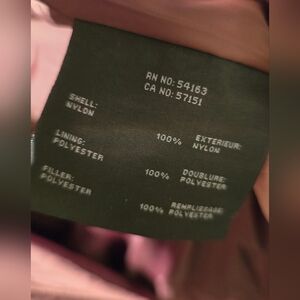 RN NO: 54163
CA NO: 57151
SHELL: 100% EXTERIEUR:
NYLON NYLON
LINING: 100% DOUBLURE:
POLYESTER POLYESTER
FILLER: 100% REMPLISSAGE:
POLYESTER POLYESTER